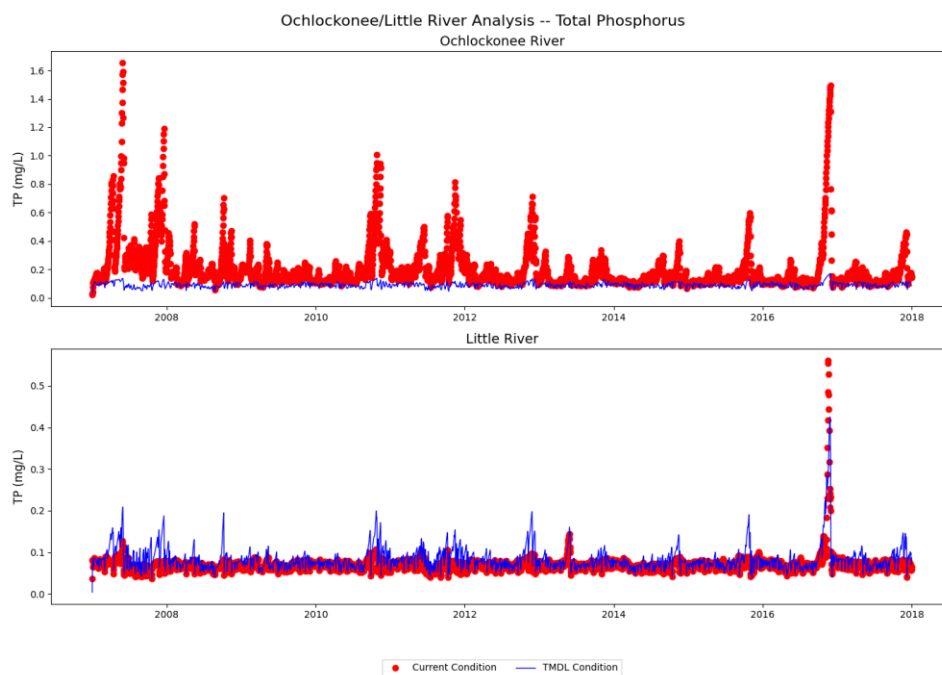 Ochlockonee/Little River Analysis -- Total Phosphorus
Ochlockonee River
TP (mg/L)
1.6
1.4
1.2
1.0
0.8
0.6
0.4
0.2
0.0
2008 2010 2012 2014 2016 2018
Little River
TP (mg/L)
0.5
0.4
0.3
0.2
0.1
0.0
2008 2010 2012 2014 2016 2018
Current Condition TMDL Condition